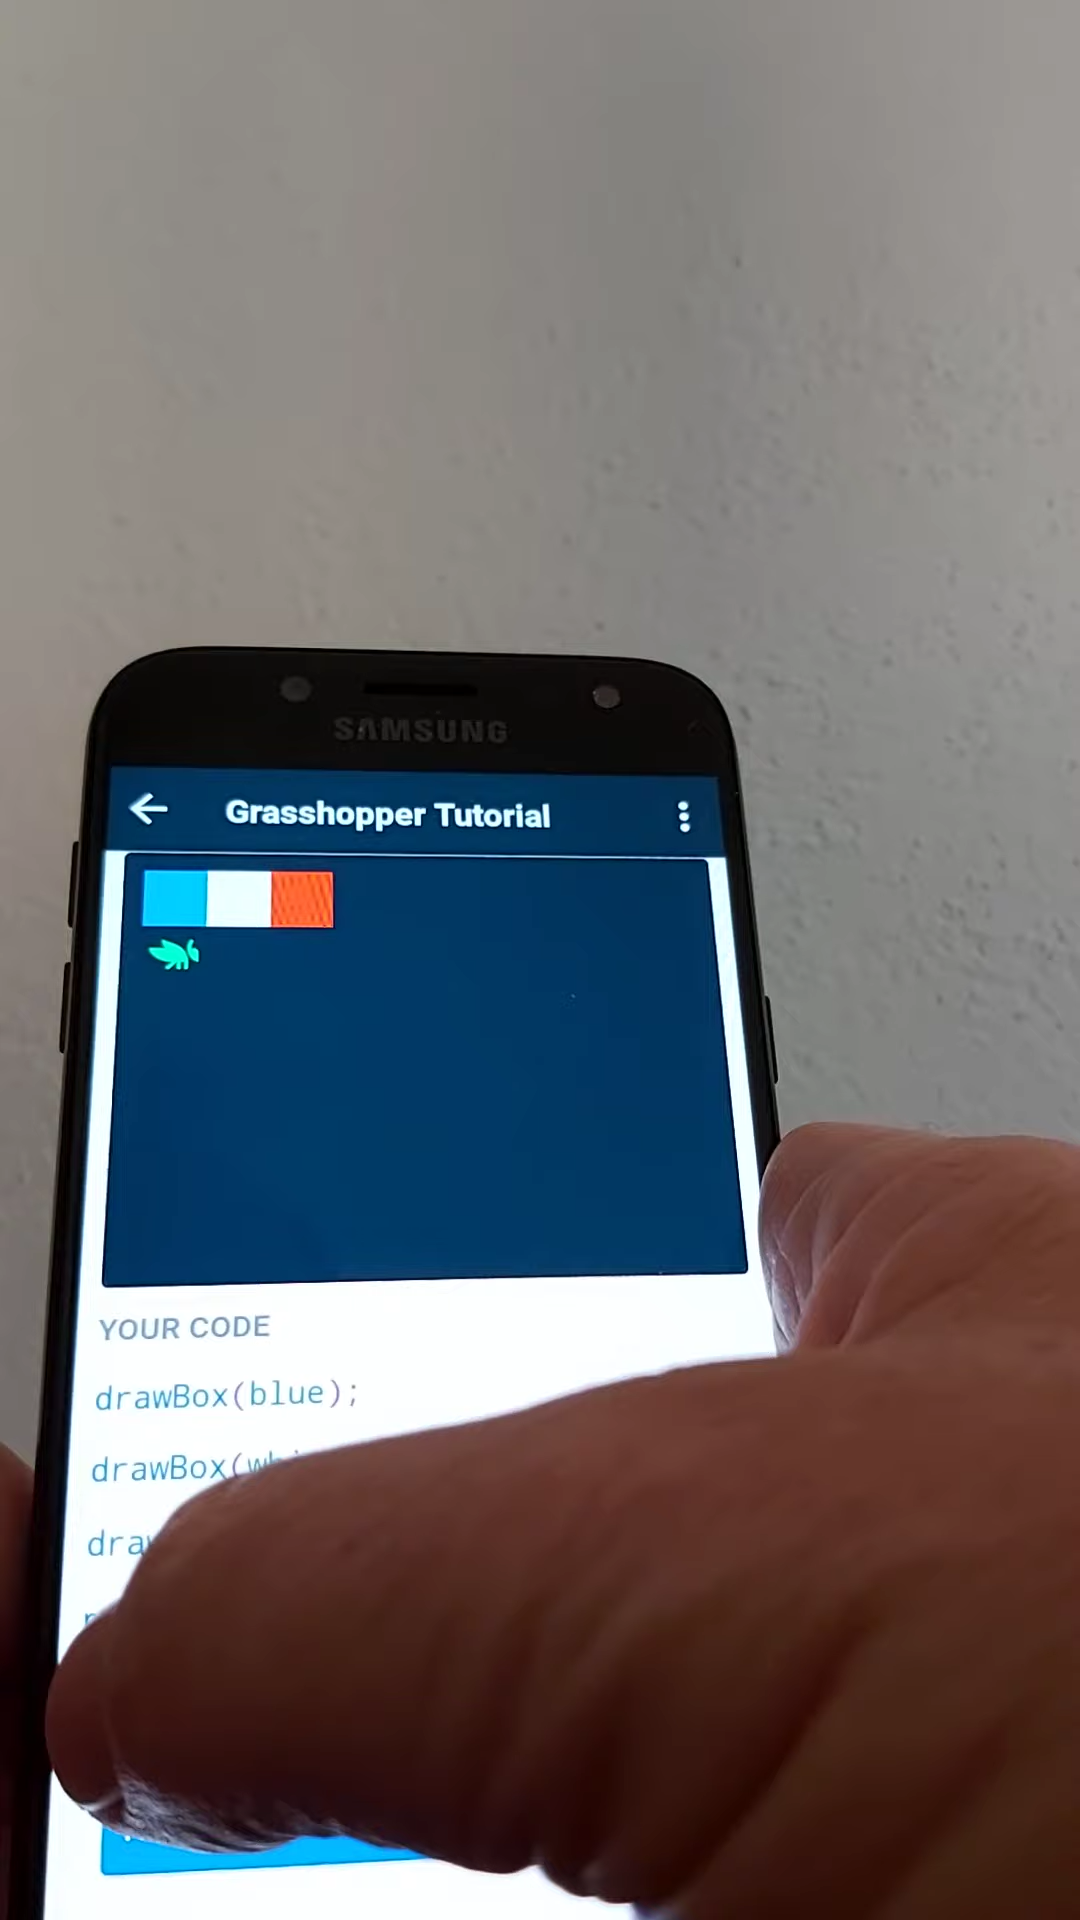 SAMSUNG
Grasshopper Tutorial
YOUR CODE
drawBox(blue);
drawBox(